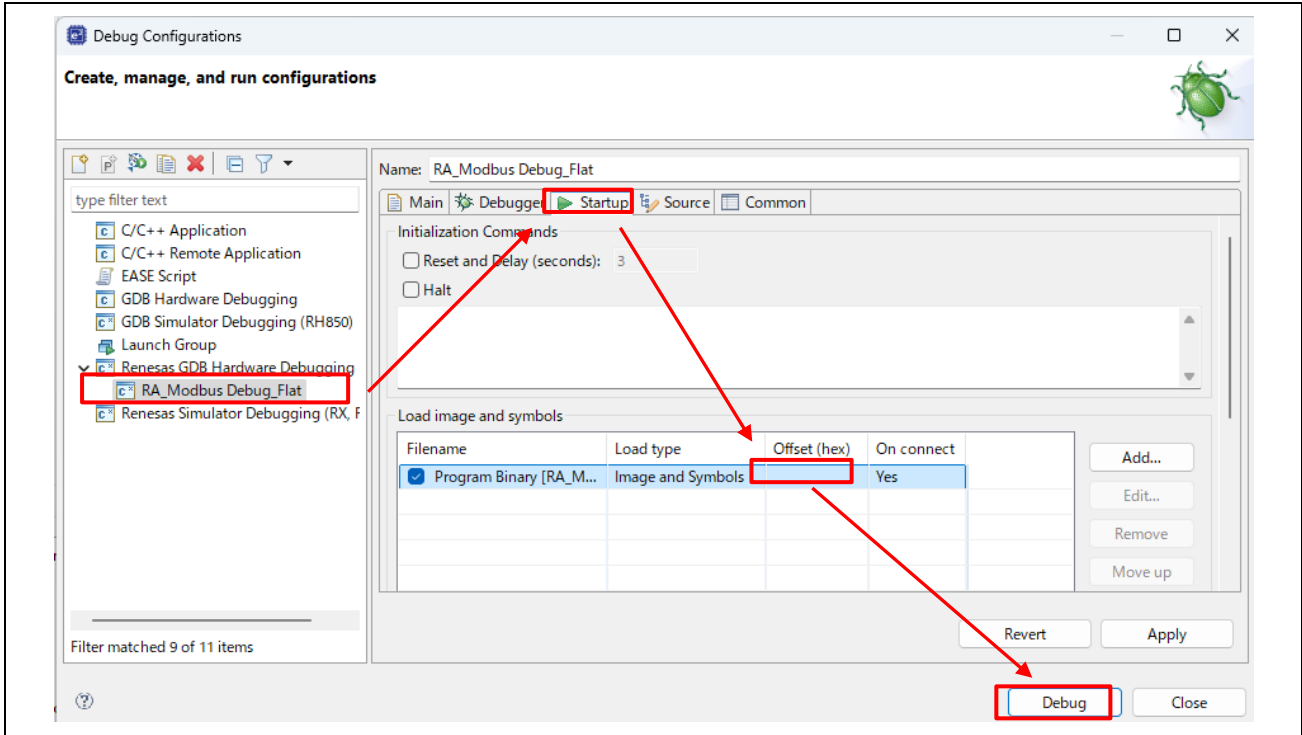 Debug Configurations
Create, manage, and run configurations
Name: RA_Modbus Debug_Flat
type filter text
Main Debugger Startup Source Common
C/C++ Application
C/C++ Remote Application
EASE Script
GDB Hardware Debugging
GDB Simulator Debugging (RH850)
Launch Group
Renesas GDB Hardware Debugging
RA_Modbus Debug_Flat
Renesas Simulator Debugging (RX, R
Initialization Commands
Reset and Delay (seconds): 3
Halt
Load image and symbols
Filename Load type Offset (hex) On connect
Program Binary [RA_M... Image and Symbols Yes
Add...
Edit...
Remove
Move up
Filter matched 9 of 11 items
Revert Apply
Debug Close